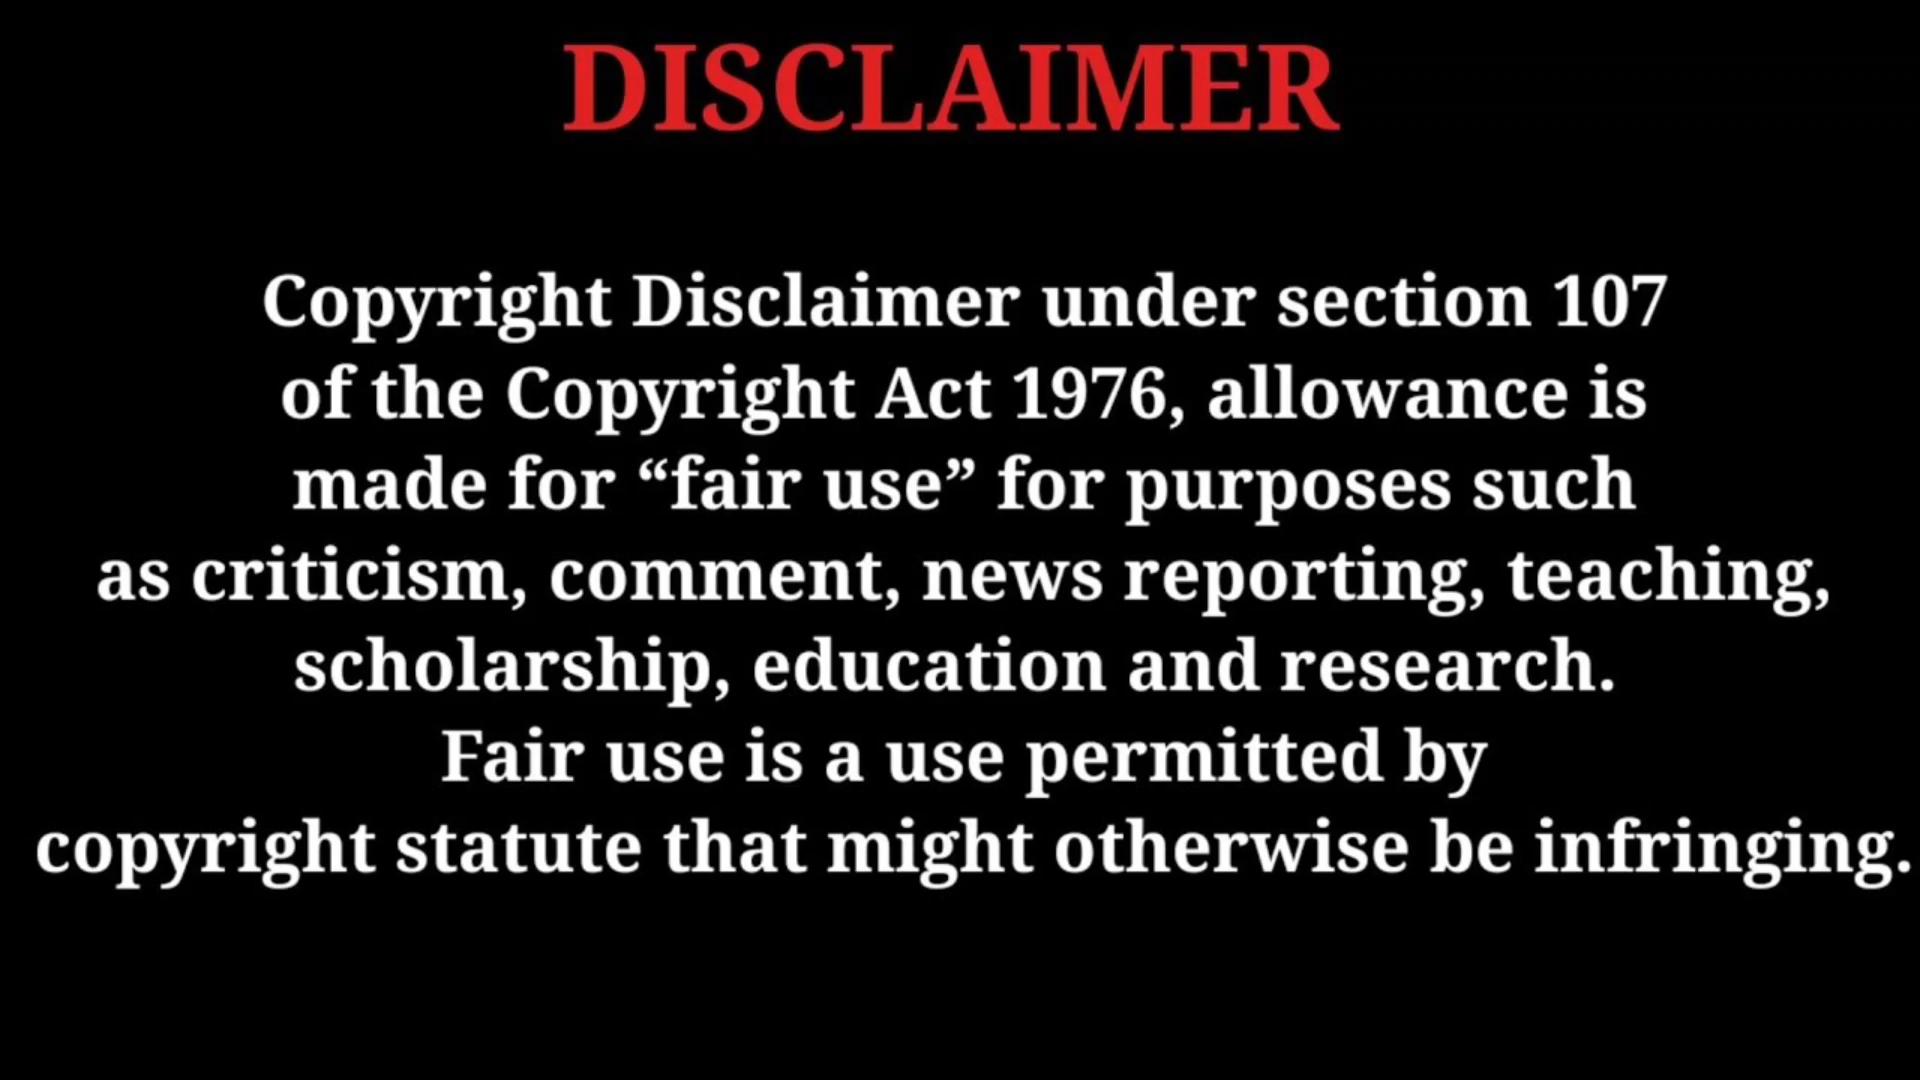 DISCLAIMER
Copyright Disclaimer under section 107
of the Copyright Act 1976, allowance is
made for “fair use” for purposes such
as criticism, comment, news reporting, teaching,
scholarship, education and research.
Fair use is a use permitted by
copyright statute that might otherwise be infringing.